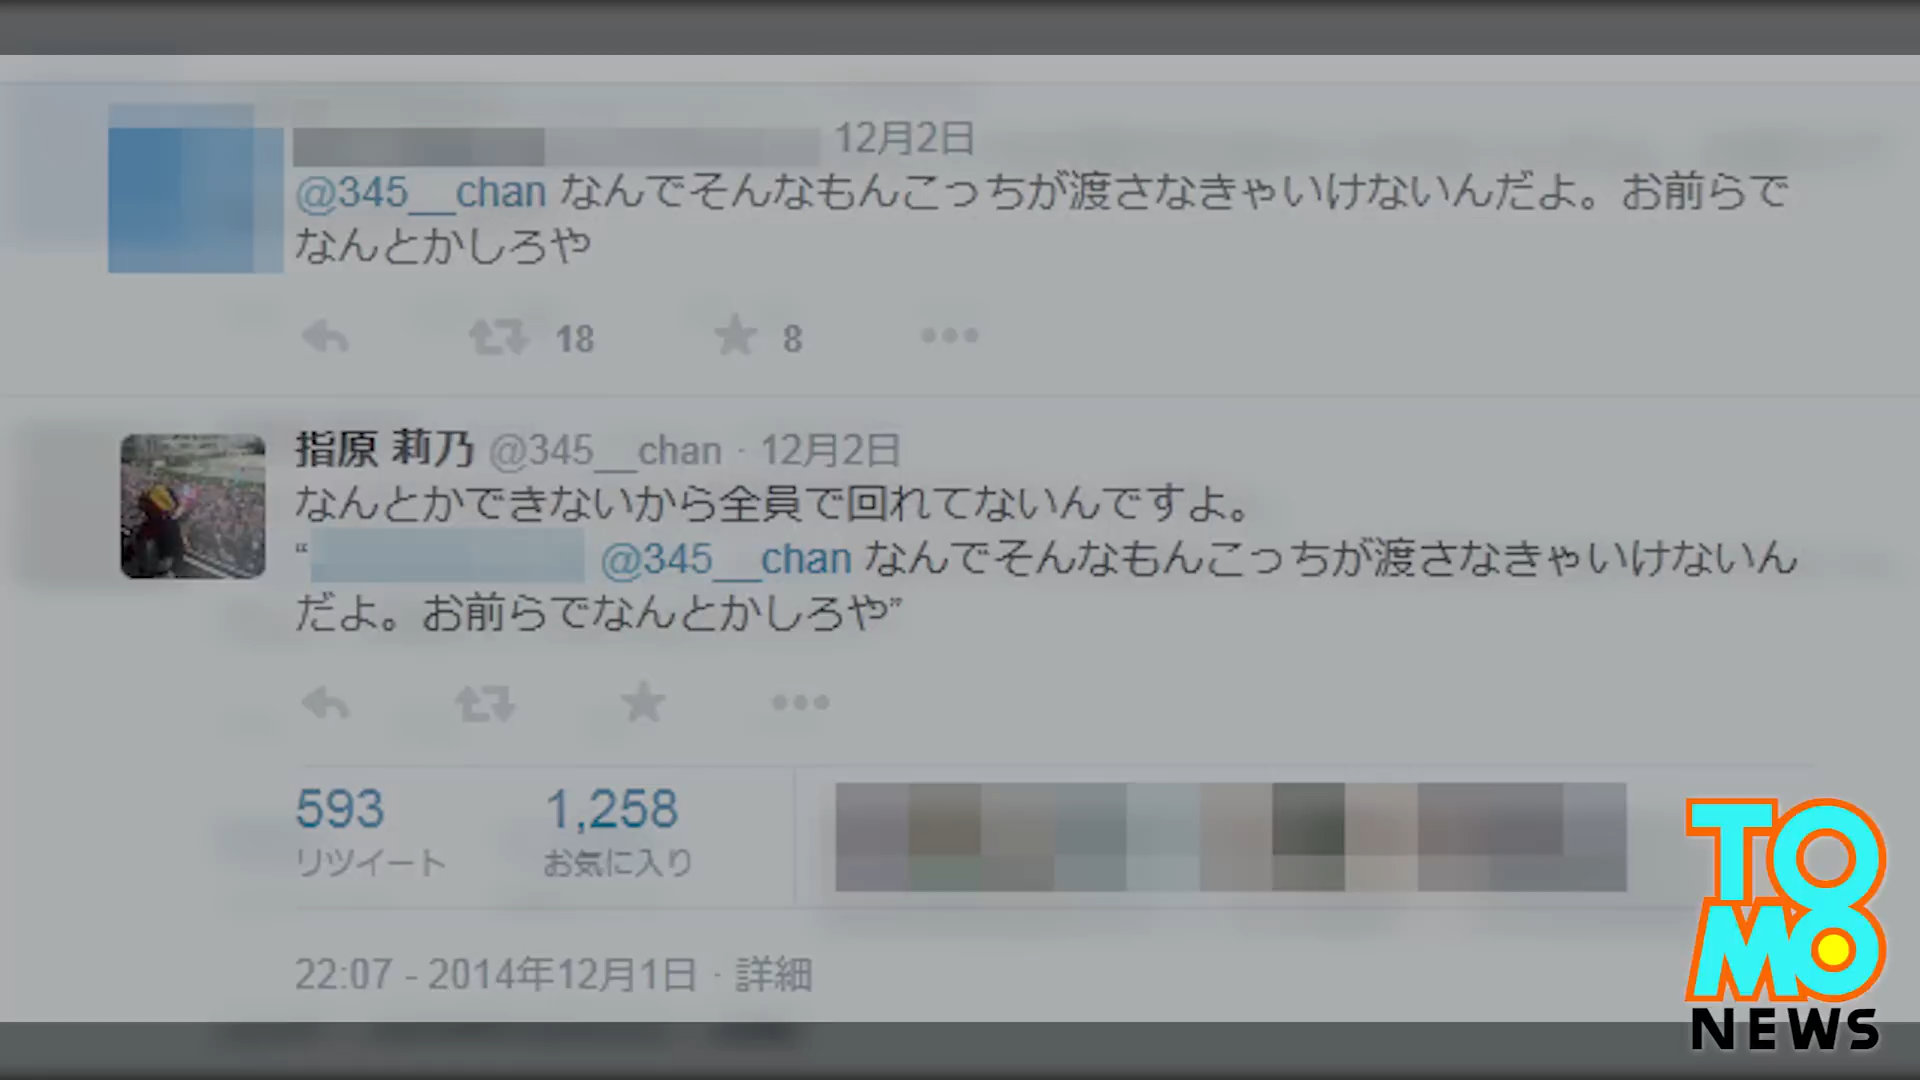 12月2日
@345__chan なんでそんなもんこっちが渡さなきゃいけないんだよ。お前らで
なんとかしろや
18 8
指原 莉乃 @345__chan · 12月2日
なんとかできないから全員で回れてないんですよ。
“ @345__chan なんでそんなもんこっちが渡さなきゃいけないん
だよ。お前らでなんとかしろや”
593 1,258
リツイート お気に入り
22:07 - 2014年12月1日 · 詳細
TOMO
NEWS